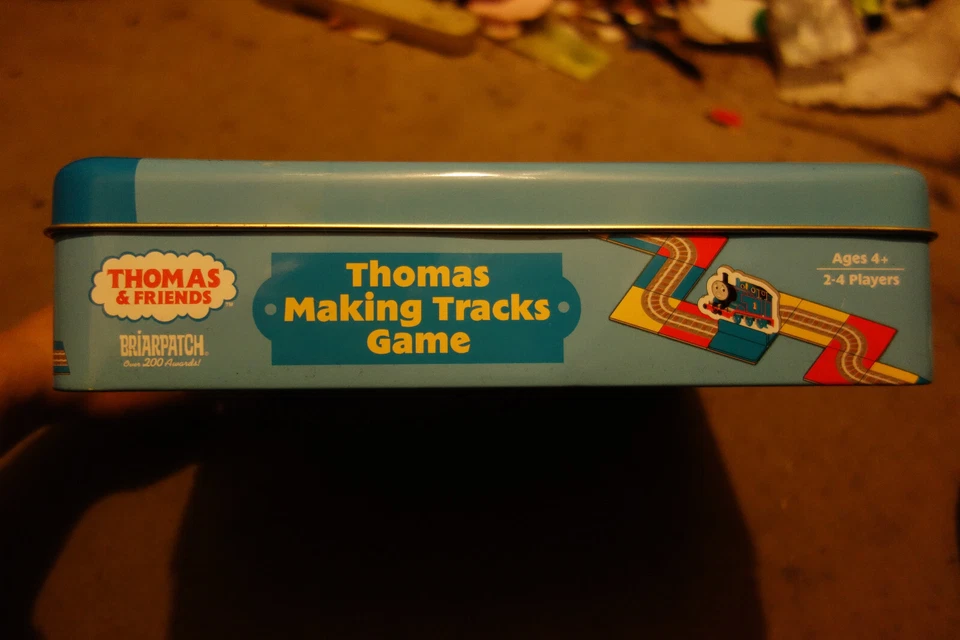 THOMAS
& FRIENDS
BRIARPATCH
Over 200 Awards!
Thomas
Making Tracks
Game
Ages 4+
2-4 Players